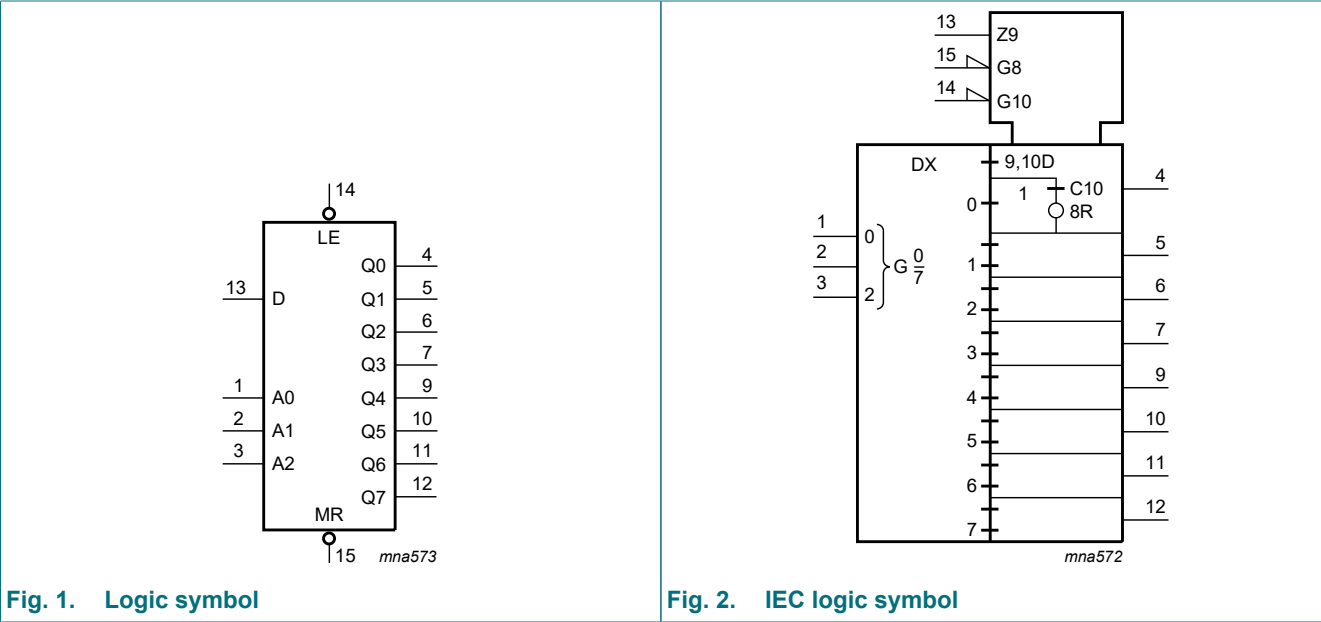 14
LE
Q0 4
13 D
Q1 5
Q2 6
Q3 7
1 A0
Q4 9
2 A1
Q5 10
3 A2
Q6 11
Q7 12
MR
15 mna573
Fig. 1. Logic symbol
13 Z9
15 G8
14 G10
DX 9,10D
4
1 C10
0 8R
1 0
2 G 0/7
3 2
5
1
6
2
7
3
9
4
10
5
11
6
12
7
mna572
Fig. 2. IEC logic symbol